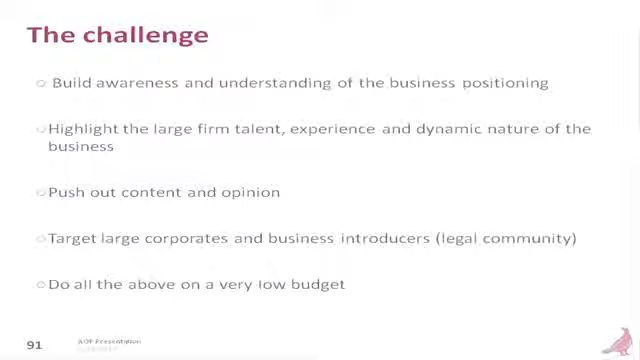 The challenge
Build awareness and understanding of the business positioning
Highlight the large firm talent, experience and dynamic nature of the
business
Push out content and opinion
Target large corporates and business introducers (legal community)
Do all the above on a very low budget
91
Presentation